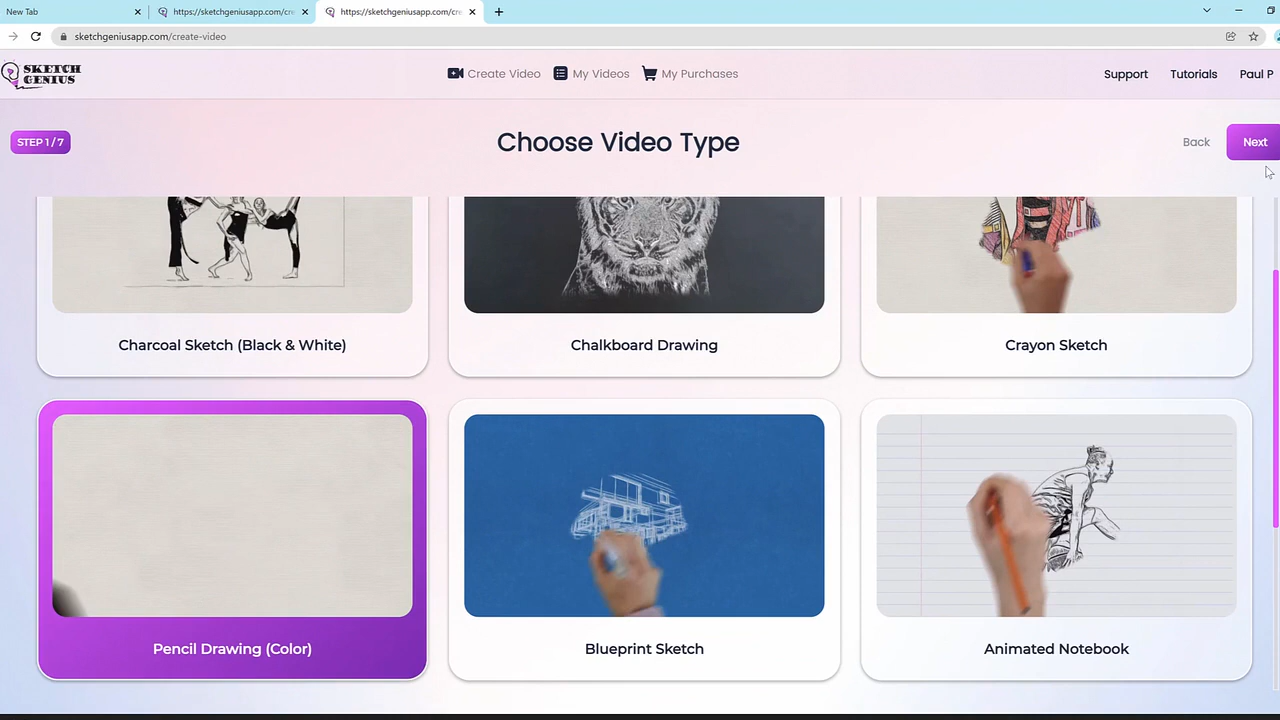 New Tab
https://sketchgeniusapp.com/cre
https://sketchgeniusapp.com/cre
sketchgeniusapp.com/create-video
SKETCH
GENIUS
Create Video
My Videos
My Purchases
Support
Tutorials
Paul P
STEP 1 / 7
Choose Video Type
Back
Next
Charcoal Sketch (Black & White)
Chalkboard Drawing
Crayon Sketch
Pencil Drawing (Color)
Blueprint Sketch
Animated Notebook